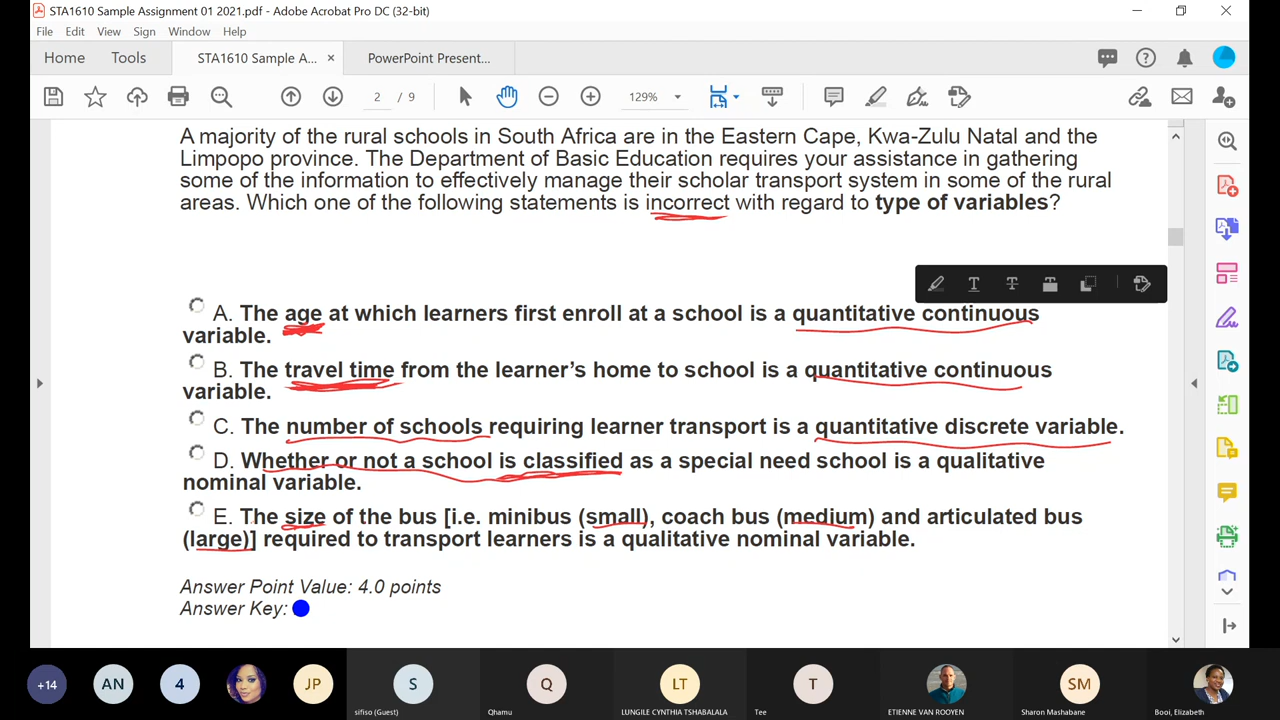 STA1610 Sample Assignment 01 2021.pdf - Adobe Acrobat Pro DC (32-bit)
File Edit View Sign Window Help
Home Tools STA1610 Sample A... × PowerPoint Present...
2 / 9 129%
A majority of the rural schools in South Africa are in the Eastern Cape, Kwa-Zulu Natal and the
Limpopo province. The Department of Basic Education requires your assistance in gathering
some of the information to effectively manage their scholar transport system in some of the rural
areas. Which one of the following statements is incorrect with regard to type of variables?
A. The age at which learners first enroll at a school is a quantitative continuous
variable.
B. The travel time from the learner's home to school is a quantitative continuous
variable.
C. The number of schools requiring learner transport is a quantitative discrete variable.
D. Whether or not a school is classified as a special need school is a qualitative
nominal variable.
E. The size of the bus [i.e. minibus (small), coach bus (medium) and articulated bus
(large)] required to transport learners is a qualitative nominal variable.
Answer Point Value: 4.0 points
Answer Key:
+14 AN 4 JP S Q LT T SM
sifiso (Guest) Qhamu LUNGILE CYNTHIA TSHABALALA Tee ETIENNE VAN ROOYEN Sharon Mashabane Booi, Elizabeth